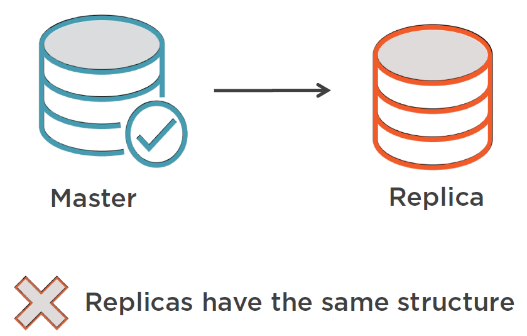 Master
Replica
Replicas have the same structure